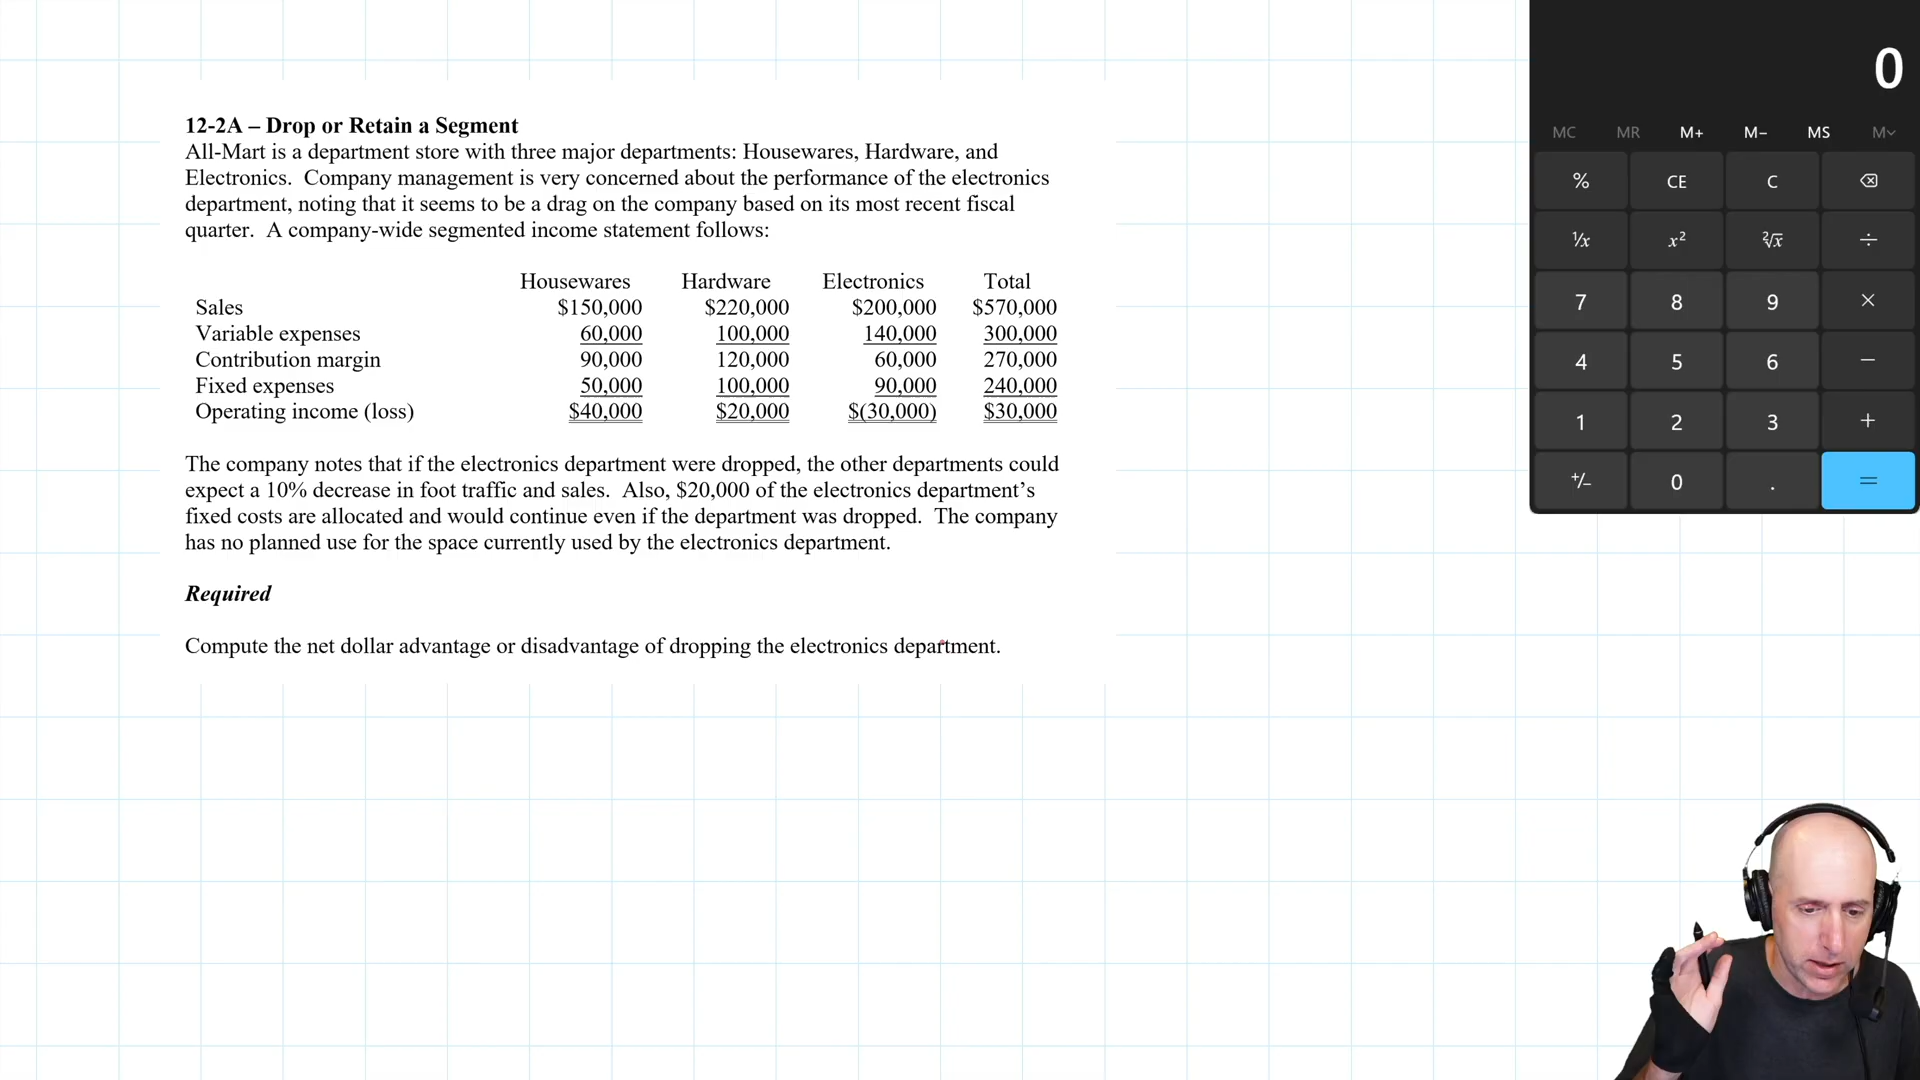 12-2A – Drop or Retain a Segment
All-Mart is a department store with three major departments: Housewares, Hardware, and
Electronics. Company management is very concerned about the performance of the electronics
department, noting that it seems to be a drag on the company based on its most recent fiscal
quarter. A company-wide segmented income statement follows:
Housewares Hardware Electronics Total
Sales $150,000 $220,000 $200,000 $570,000
Variable expenses 60,000 100,000 140,000 300,000
Contribution margin 90,000 120,000 60,000 270,000
Fixed expenses 50,000 100,000 90,000 240,000
Operating income (loss) $40,000 $20,000 $(30,000) $30,000
The company notes that if the electronics department were dropped, the other departments could
expect a 10% decrease in foot traffic and sales. Also, $20,000 of the electronics department’s
fixed costs are allocated and would continue even if the department was dropped. The company
has no planned use for the space currently used by the electronics department.
Required
Compute the net dollar advantage or disadvantage of dropping the electronics department.
0
MC MR M+ M− MS M˅
% CE C ⌫
¹/x x² ²√x ÷
7 8 9 ×
4 5 6 −
1 2 3 +
+/− 0 . =